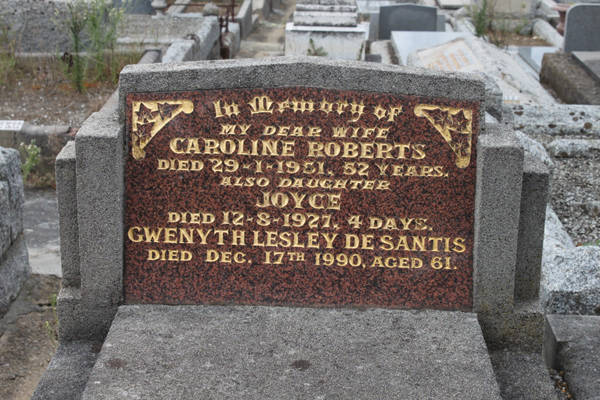 In Memory of
MY DEAR WIFE
CAROLINE ROBERTS
DIED 29-1-1951. 52 YEARS.
ALSO DAUGHTER
JOYCE
DIED 12-8-1927. 4 DAYS.
GWENYTH LESLEY DE SANTIS
DIED DEC. 17TH 1990, AGED 61.